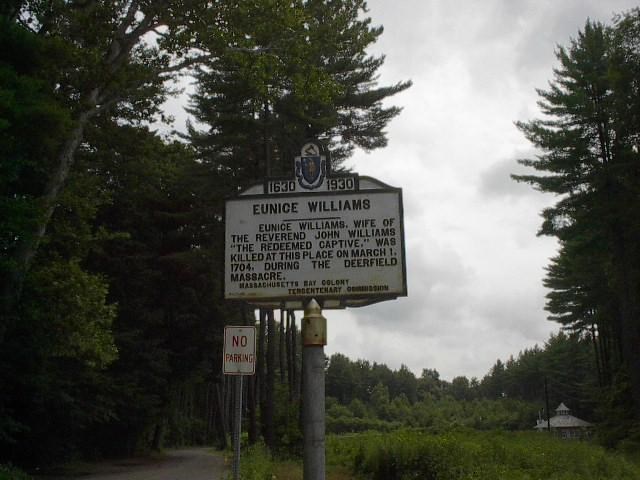 1630 1930
EUNICE WILLIAMS
EUNICE WILLIAMS, WIFE OF
THE REVEREND JOHN WILLIAMS
"THE REDEEMED CAPTIVE," WAS
KILLED AT THIS PLACE ON MARCH 1,
1704, DURING THE DEERFIELD
MASSACRE.
MASSACHUSETTS BAY COLONY
TERCENTENARY COMMISSION
NO
PARKING